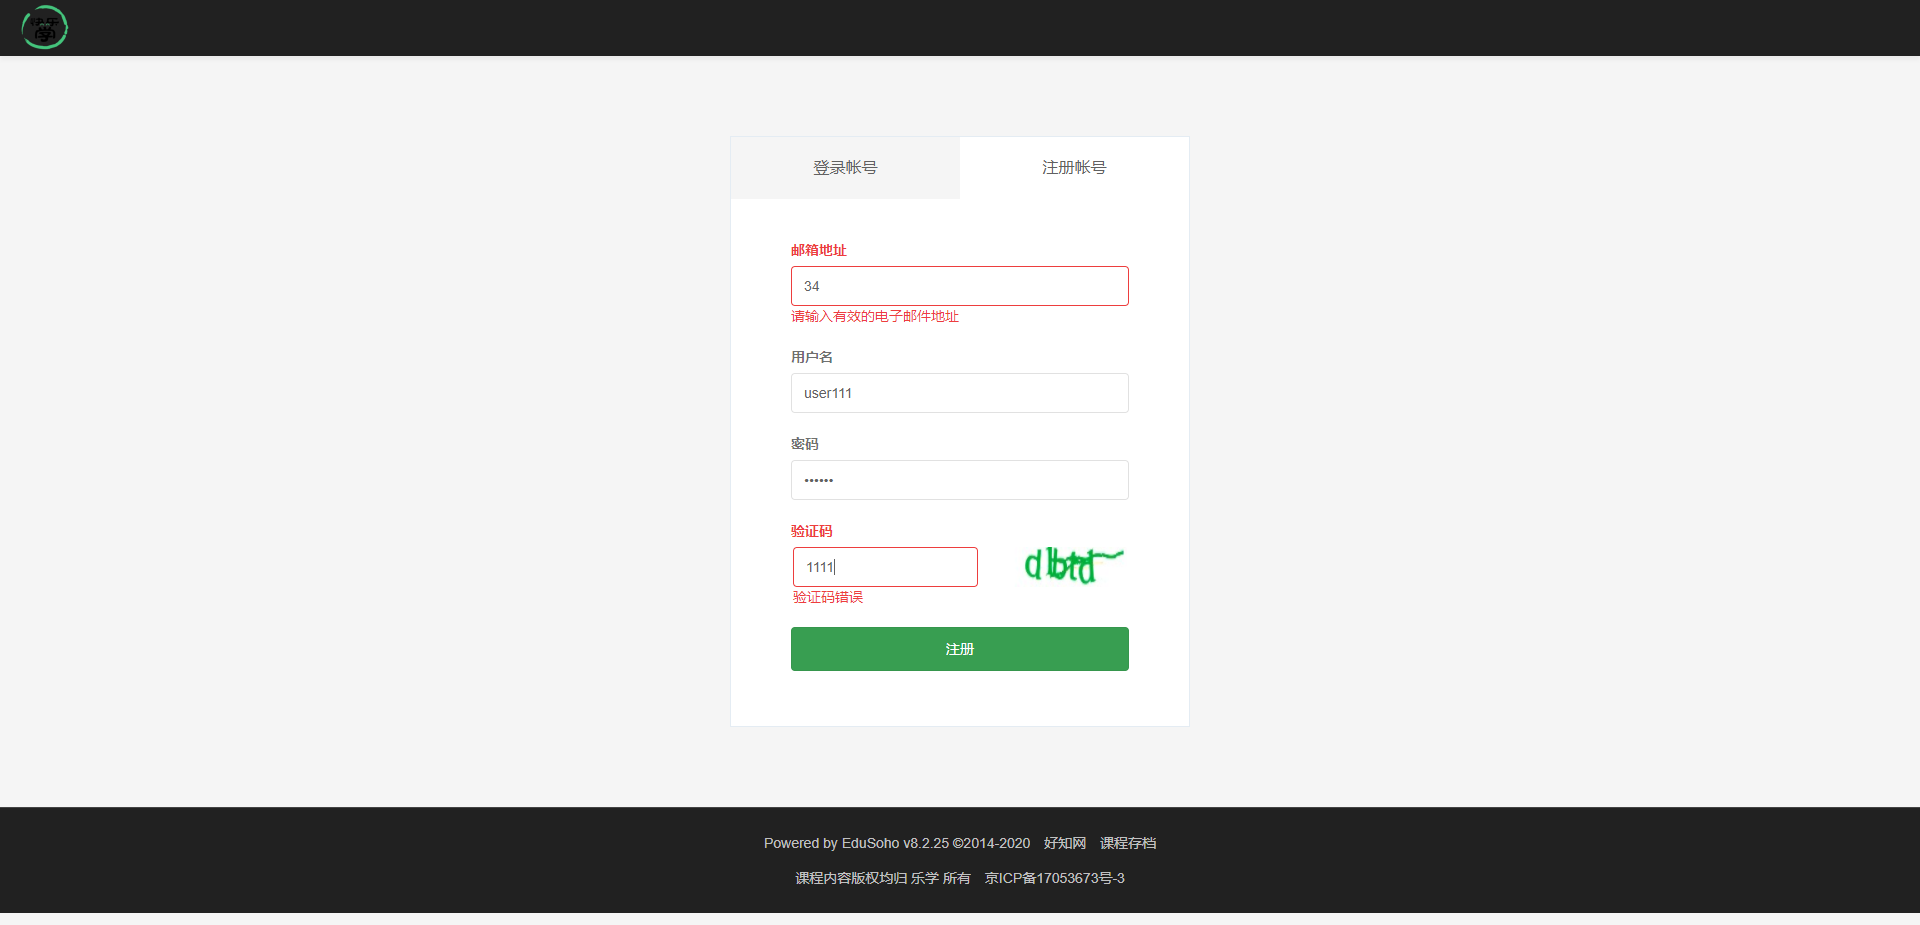 快乐
學
登录帐号 注册帐号
邮箱地址
34
请输入有效的电子邮件地址
用户名
user111
密码
••••••
验证码
1111
验证码错误
注册
Powered by EduSoho v8.2.25 ©2014-2020 好知网 课程存档
课程内容版权均归 乐学 所有 京ICP备17053673号-3